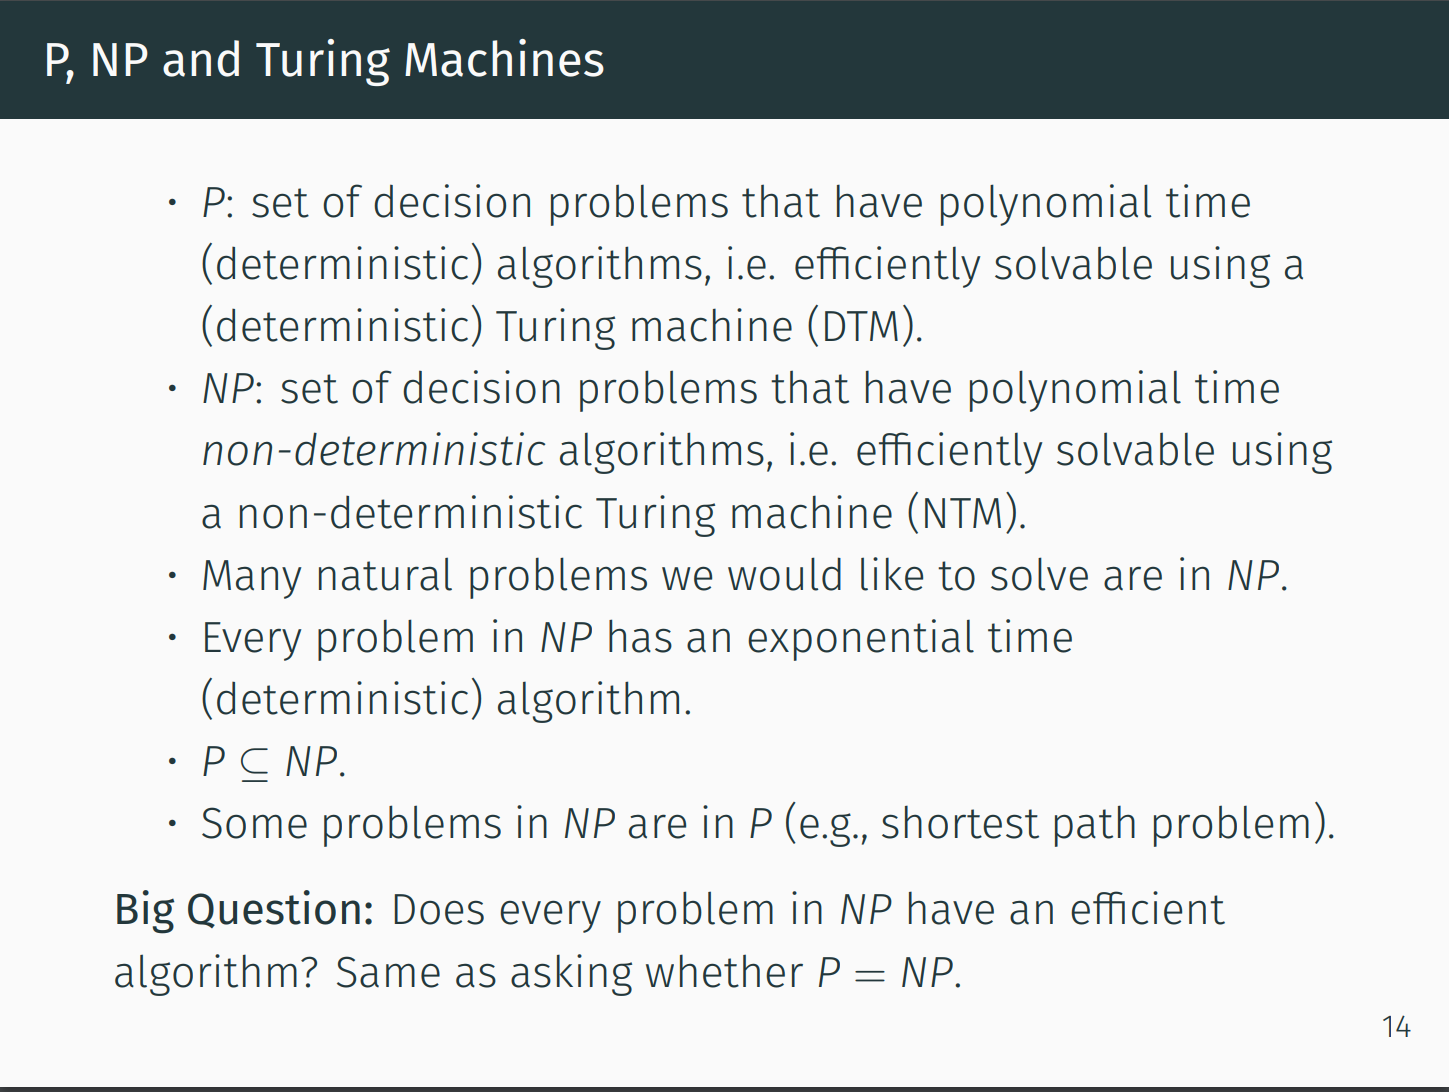 P, NP and Turing Machines
• P: set of decision problems that have polynomial time
(deterministic) algorithms, i.e. efficiently solvable using a
(deterministic) Turing machine (DTM).
• NP: set of decision problems that have polynomial time
non-deterministic algorithms, i.e. efficiently solvable using
a non-deterministic Turing machine (NTM).
• Many natural problems we would like to solve are in NP.
• Every problem in NP has an exponential time
(deterministic) algorithm.
• P ⊆ NP.
• Some problems in NP are in P (e.g., shortest path problem).
Big Question: Does every problem in NP have an efficient
algorithm? Same as asking whether P = NP.
14